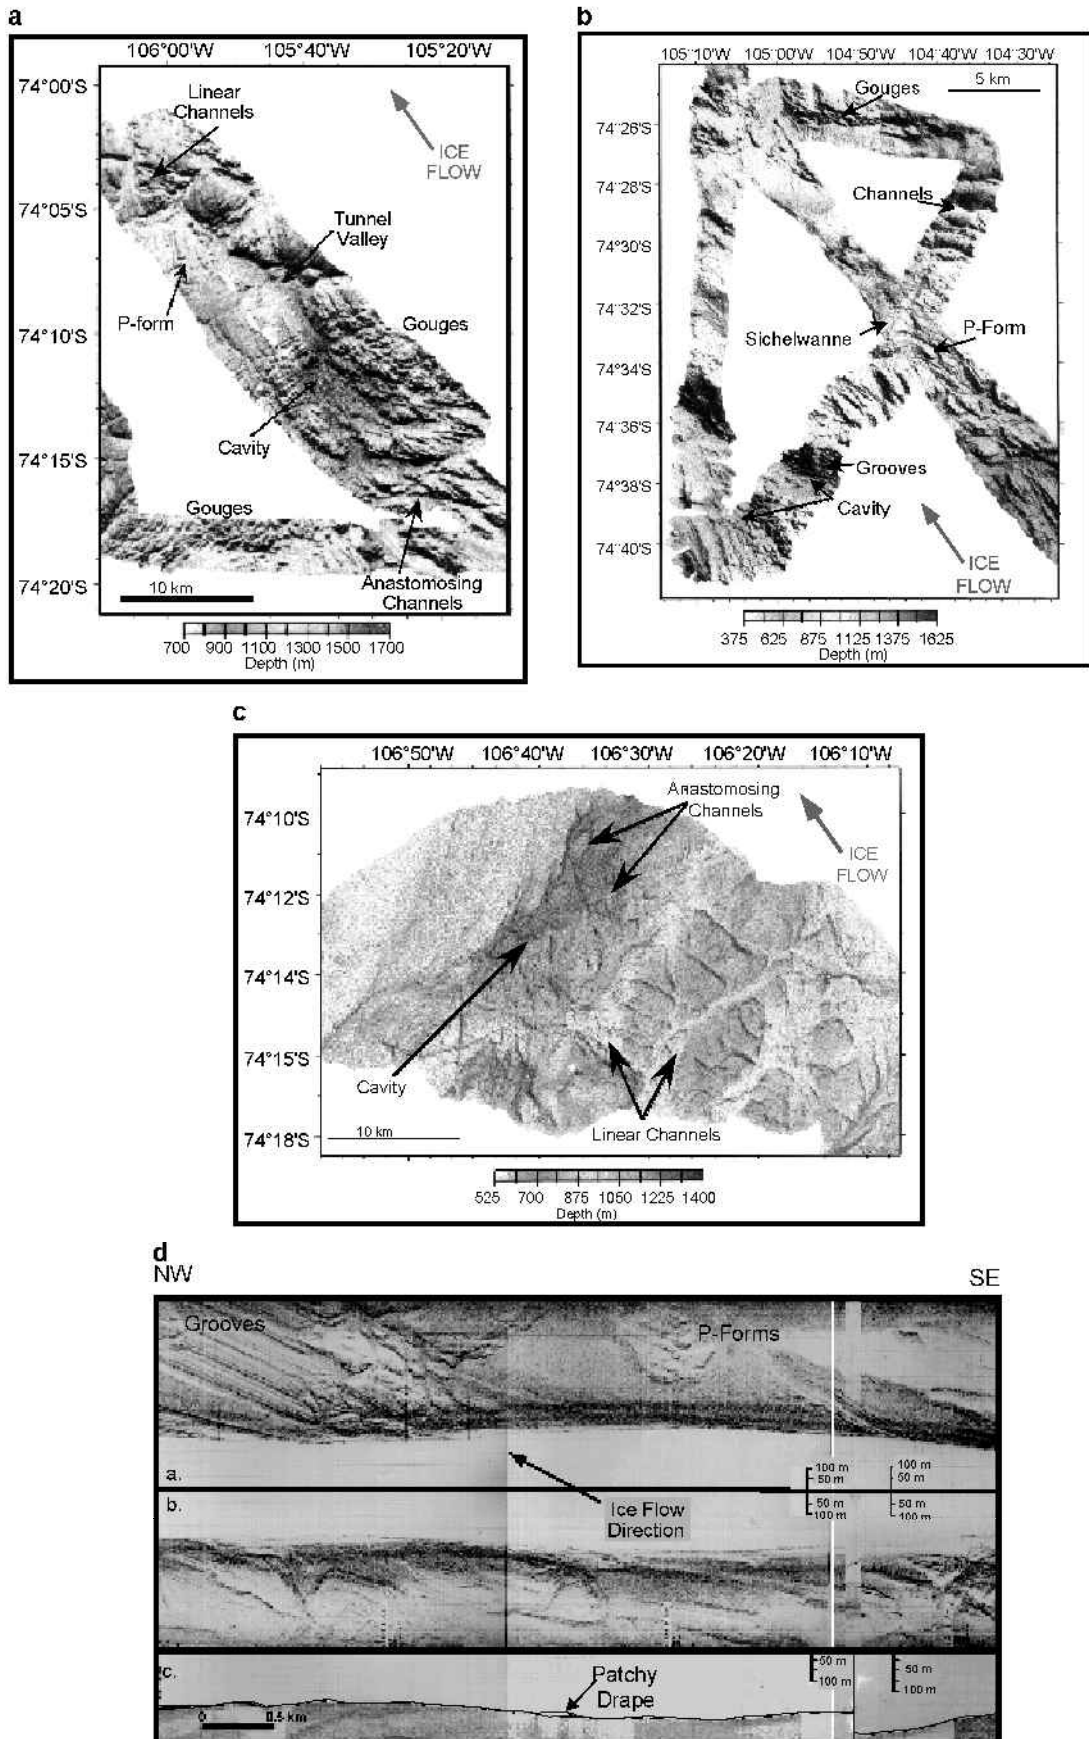 a
106°00'W 105°40'W 105°20'W
74°00'S
74°05'S
74°10'S
74°15'S
74°20'S
Linear
Channels
ICE
FLOW
Tunnel
Valley
P-form
Gouges
Cavity
Gouges
Anastomosing
Channels
10 km
700 900 1100 1300 1500 1700
Depth (m)
b
105°10'W 105°00'W 104°50'W 104°40'W 104°30'W
74°26'S
74°28'S
74°30'S
74°32'S
74°34'S
74°36'S
74°38'S
74°40'S
Gouges
5 km
Channels
Sichelwanne
P-Form
Grooves
Cavity
ICE
FLOW
375 625 875 1125 1375 1625
Depth (m)
c
106°50'W 106°40'W 106°30'W 106°20'W 106°10'W
74°10'S
74°12'S
74°14'S
74°15'S
74°18'S
Anastomosing
Channels
ICE
FLOW
Cavity
Linear Channels
10 km
525 700 875 1050 1225 1400
Depth (m)
d
NW SE
Grooves P-Forms
a.
100 m 100 m
50 m 50 m
50 m 50 m
100 m 100 m
b.
Ice Flow
Direction
c.
Patchy
Drape
50 m 50 m
100 m 100 m
0 0.5 km